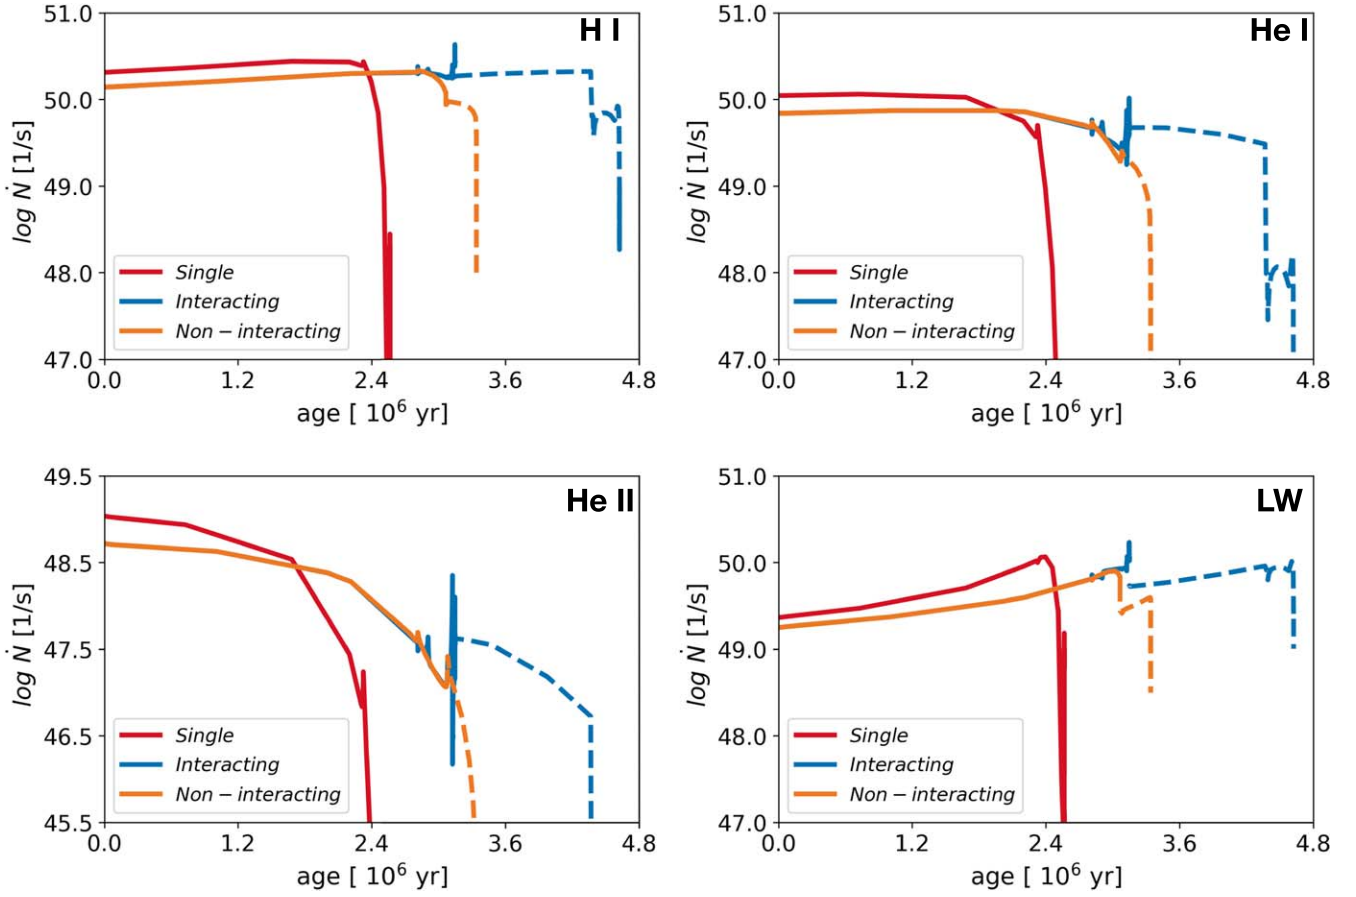 H I
51.0
50.0
49.0
48.0
47.0
log Ṅ [1/s]
Single
Interacting
Non − interacting
0.0 1.2 2.4 3.6 4.8
age [ 10⁶ yr]
He I
51.0
50.0
49.0
48.0
47.0
log Ṅ [1/s]
Single
Interacting
Non − interacting
0.0 1.2 2.4 3.6 4.8
age [ 10⁶ yr]
He II
49.5
48.5
47.5
46.5
45.5
log Ṅ [1/s]
Single
Interacting
Non − interacting
0.0 1.2 2.4 3.6 4.8
age [ 10⁶ yr]
LW
51.0
50.0
49.0
48.0
47.0
log Ṅ [1/s]
Single
Interacting
Non − interacting
0.0 1.2 2.4 3.6 4.8
age [ 10⁶ yr]